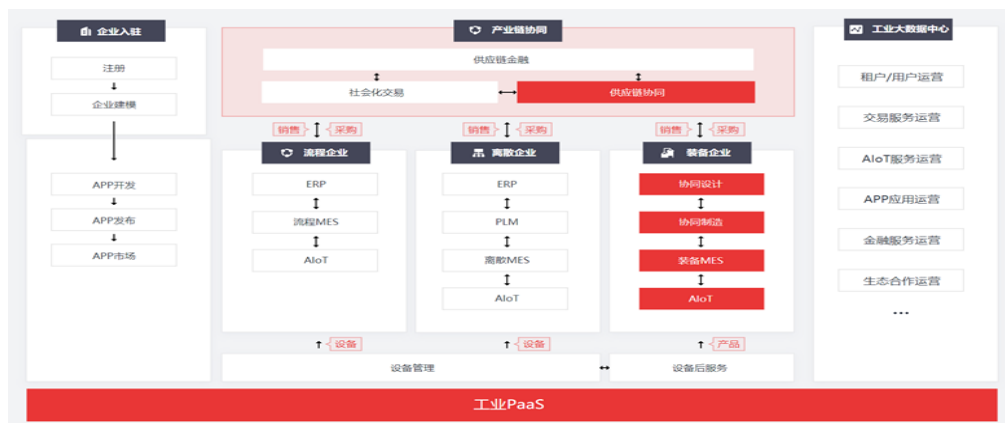 企业入驻
注册
企业建模
APP开发
APP发布
APP市场
产业链协同
供应链金融
社会化交易
供应链协同
销售
采购
销售
采购
销售
采购
流程企业
ERP
流程MES
AIoT
离散企业
ERP
PLM
离散MES
AIoT
装备企业
协同设计
协同制造
装备MES
AIoT
设备
设备
产品
设备管理
设备后服务
工业大数据中心
租户/用户运营
交易服务运营
AIoT服务运营
APP应用运营
金融服务运营
生态合作运营
...
工业PaaS